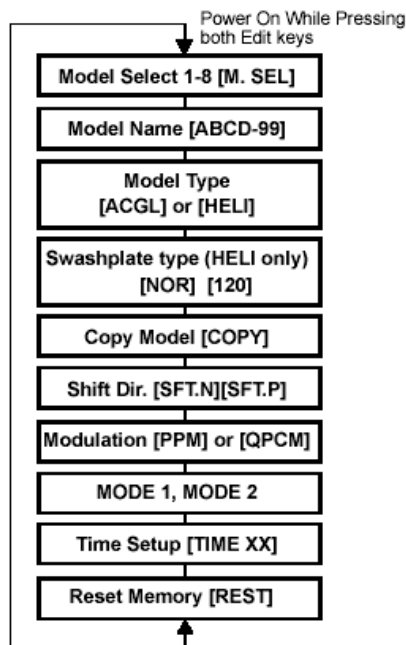 Power On While Pressing
both Edit keys
Model Select 1-8 [M. SEL]
Model Name [ABCD-99]
Model Type
[ACGL] or [HELI]
Swashplate type (HELI only)
[NOR] [120]
Copy Model [COPY]
Shift Dir. [SFT.N][SFT.P]
Modulation [PPM] or [QPCM]
MODE 1, MODE 2
Time Setup [TIME XX]
Reset Memory [REST]